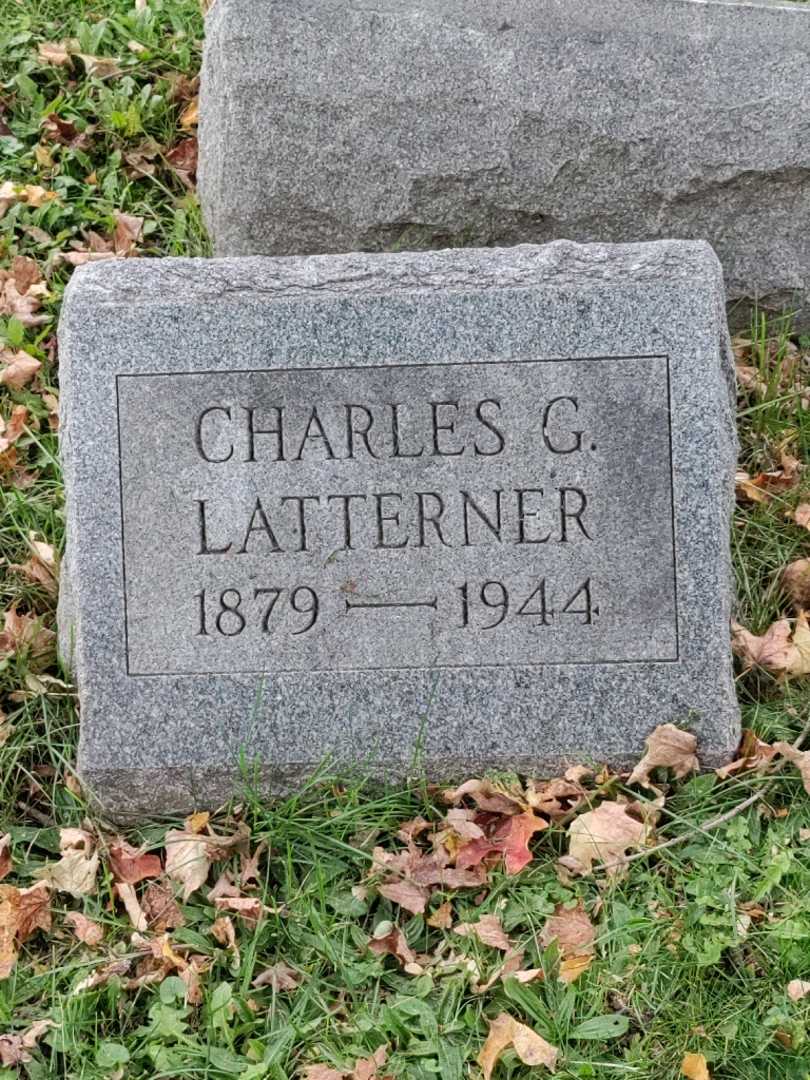 CHARLES G.
LATTERNER
1879 — 1944